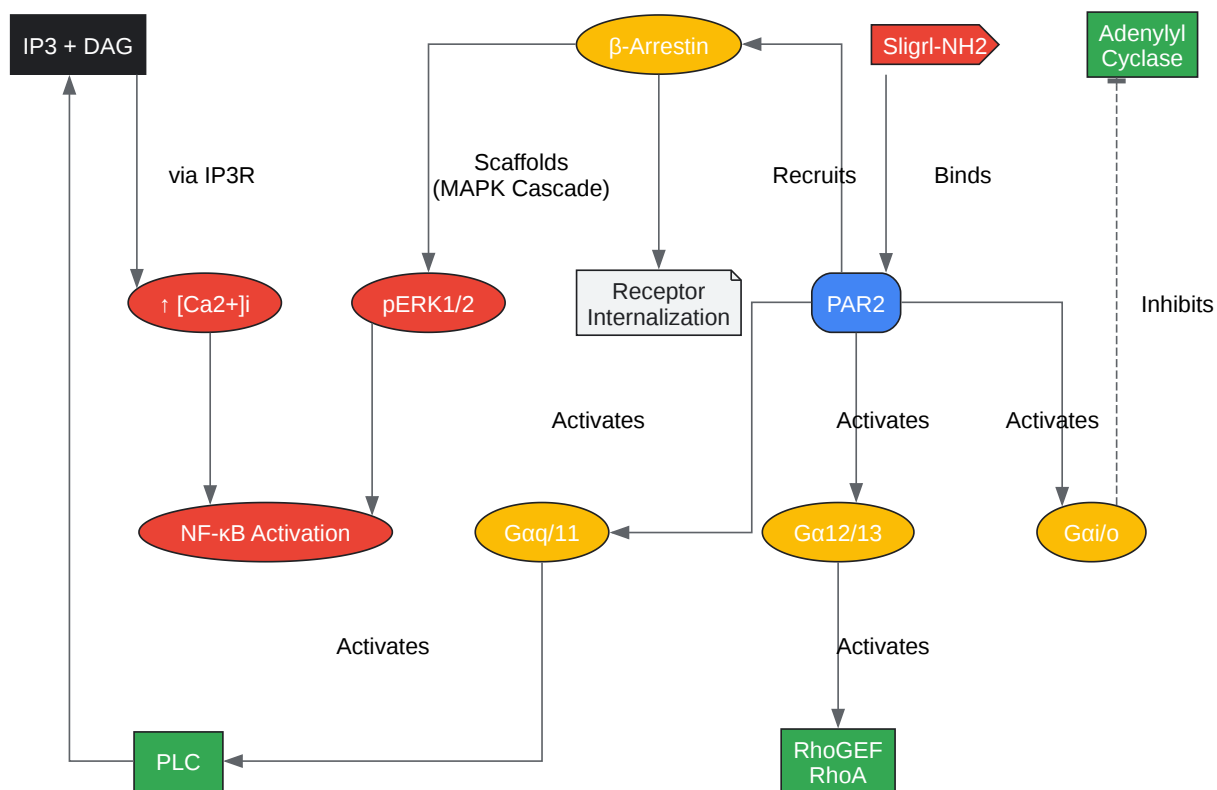 IP3 + DAG
β-Arrestin
Sligrl-NH2
Adenylyl
Cyclase
via IP3R
Scaffolds
(MAPK Cascade)
Recruits
Binds
↑ [Ca2+]i
pERK1/2
Receptor
Internalization
PAR2
Inhibits
Activates
Activates
Activates
NF-κB Activation
Gαq/11
Gα12/13
Gαi/o
Activates
Activates
PLC
RhoGEF
RhoA